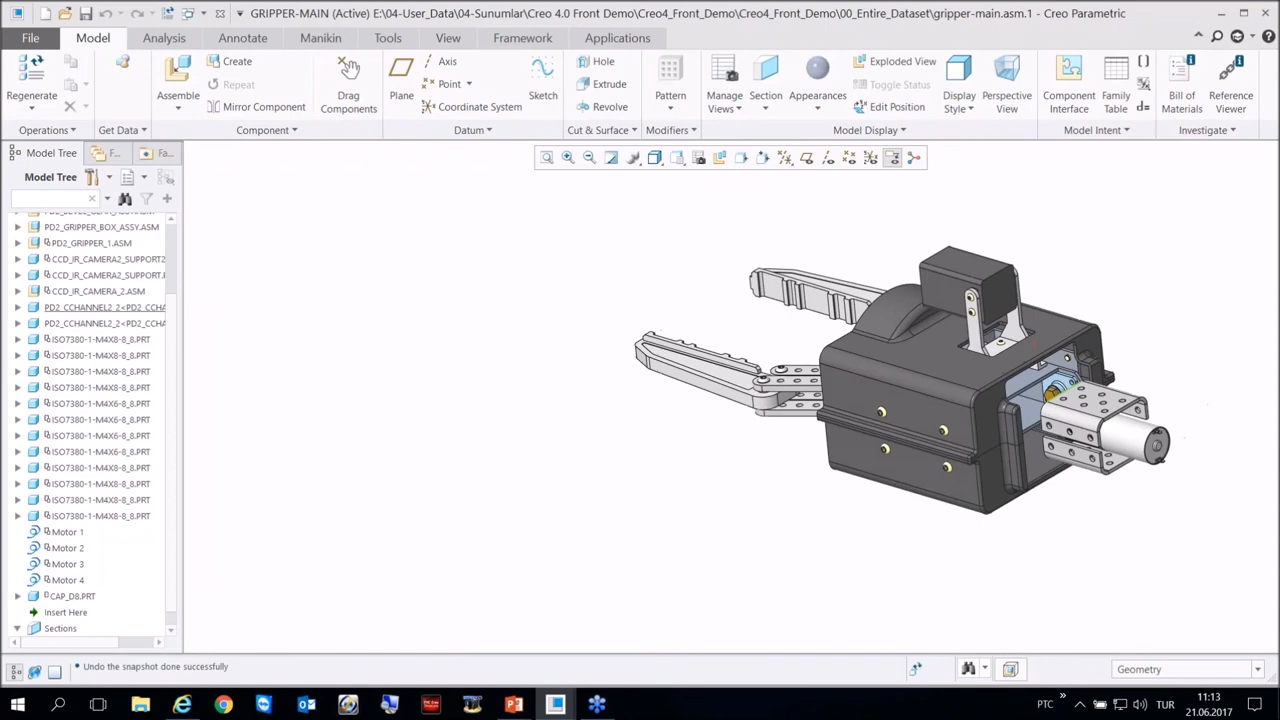 GRIPPER-MAIN (Active) E:\04-User_Data\04-Sunumlar\Creo 4.0 Front Demo\Creo4_Front_Demo\Creo4_Front_Demo\00_Entire_Dataset\gripper-main.asm.1 - Creo Parametric
File Model Analysis Annotate Manikin Tools View Framework Applications
Regenerate
Assemble
Create
Repeat
Mirror Component
Drag Components
Plane
Axis
Point
Coordinate System
Sketch
Hole
Extrude
Revolve
Pattern
Manage Views
Section
Appearances
Exploded View
Toggle Status
Edit Position
Display Style
Perspective View
Component Interface
Family Table
Bill of Materials
Reference Viewer
Operations Get Data Component Datum Cut & Surface Modifiers Model Display Model Intent Investigate
Model Tree F... Fa...
Model Tree
PD2_GRIPPER_BOX_ASSY.ASM
PD2_GRIPPER_1.ASM
CCD_IR_CAMERA2_SUPPORT2
CCD_IR_CAMERA2_SUPPORT.
CCD_IR_CAMERA_2.ASM
PD2_CCHANNEL2_2<PD2_CCHA
PD2_CCHANNEL2_2<PD2_CCHA
ISO7380-1-M4X8-8_8.PRT
ISO7380-1-M4X8-8_8.PRT
ISO7380-1-M4X8-8_8.PRT
ISO7380-1-M4X8-8_8.PRT
ISO7380-1-M4X6-8_8.PRT
ISO7380-1-M4X6-8_8.PRT
ISO7380-1-M4X6-8_8.PRT
ISO7380-1-M4X6-8_8.PRT
ISO7380-1-M4X8-8_8.PRT
ISO7380-1-M4X8-8_8.PRT
ISO7380-1-M4X8-8_8.PRT
ISO7380-1-M4X8-8_8.PRT
Motor 1
Motor 2
Motor 3
Motor 4
CAP_D8.PRT
Insert Here
Sections
• Undo the snapshot done successfully
Geometry
PTC
TUR
11:13
21.06.2017